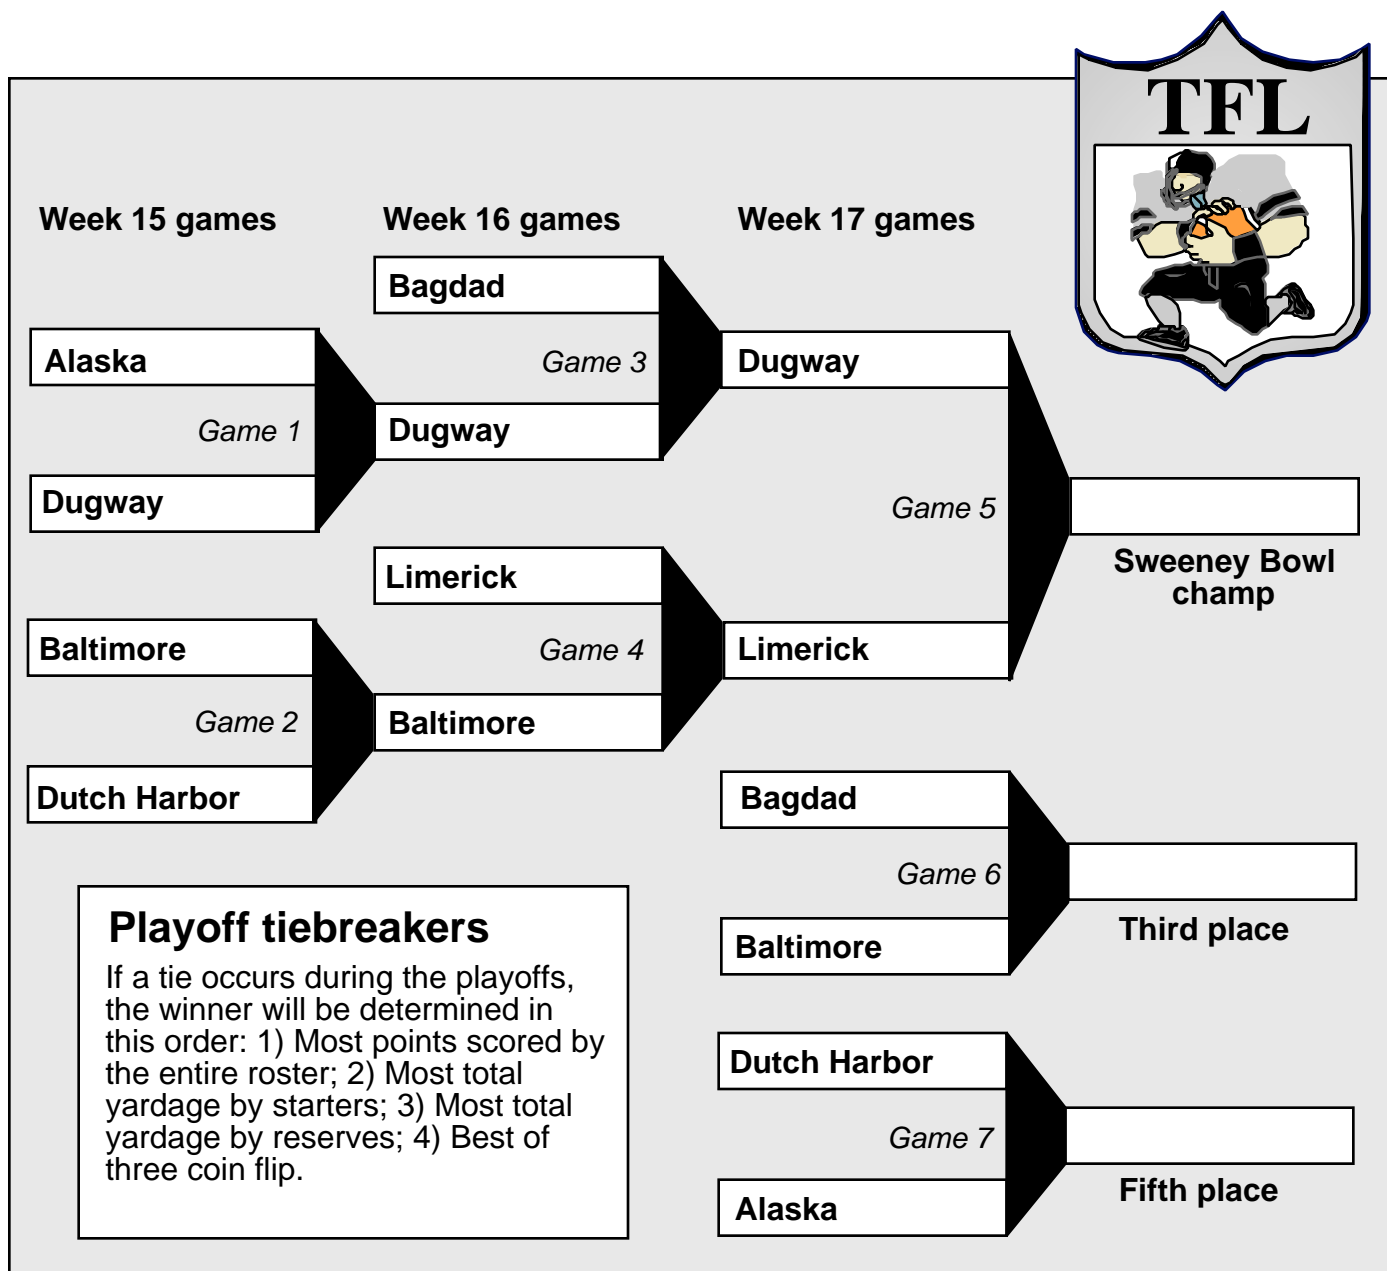 TFL
Week 15 games
Week 16 games
Week 17 games
Bagdad
Alaska
Game 3
Dugway
Game 1
Dugway
Dugway
Game 5
Sweeney Bowl
champ
Limerick
Baltimore
Game 4
Limerick
Game 2
Baltimore
Dutch Harbor
Bagdad
Game 6
Third place
Baltimore
Playoff tiebreakers
If a tie occurs during the playoffs,
the winner will be determined in
this order: 1) Most points scored by
the entire roster; 2) Most total
yardage by starters; 3) Most total
yardage by reserves; 4) Best of
three coin flip.
Dutch Harbor
Game 7
Fifth place
Alaska